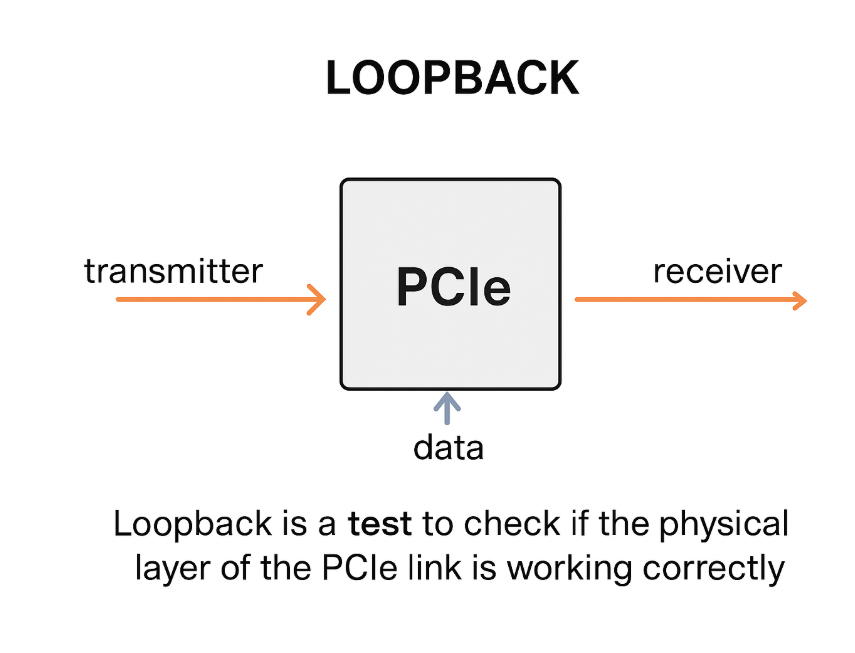 LOOPBACK
transmitter
PCIe
receiver
data
Loopback is a test to check if the physical
layer of the PCIe link is working correctly